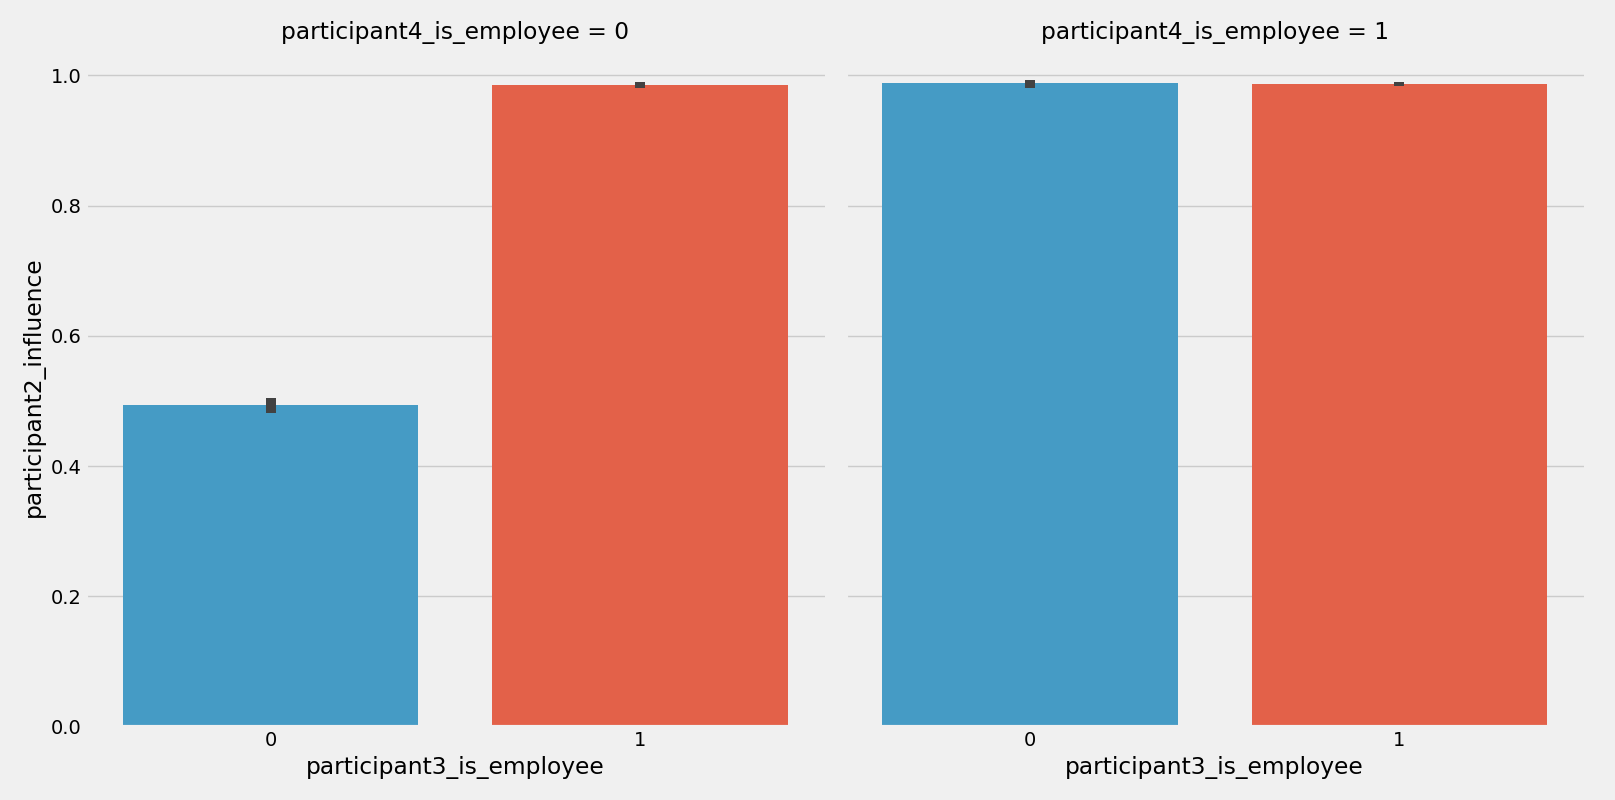 participant4_is_employee = 0
participant4_is_employee = 1
participant2_influence
1.0
0.8
0.6
0.4
0.2
0.0
0
1
0
1
participant3_is_employee
participant3_is_employee